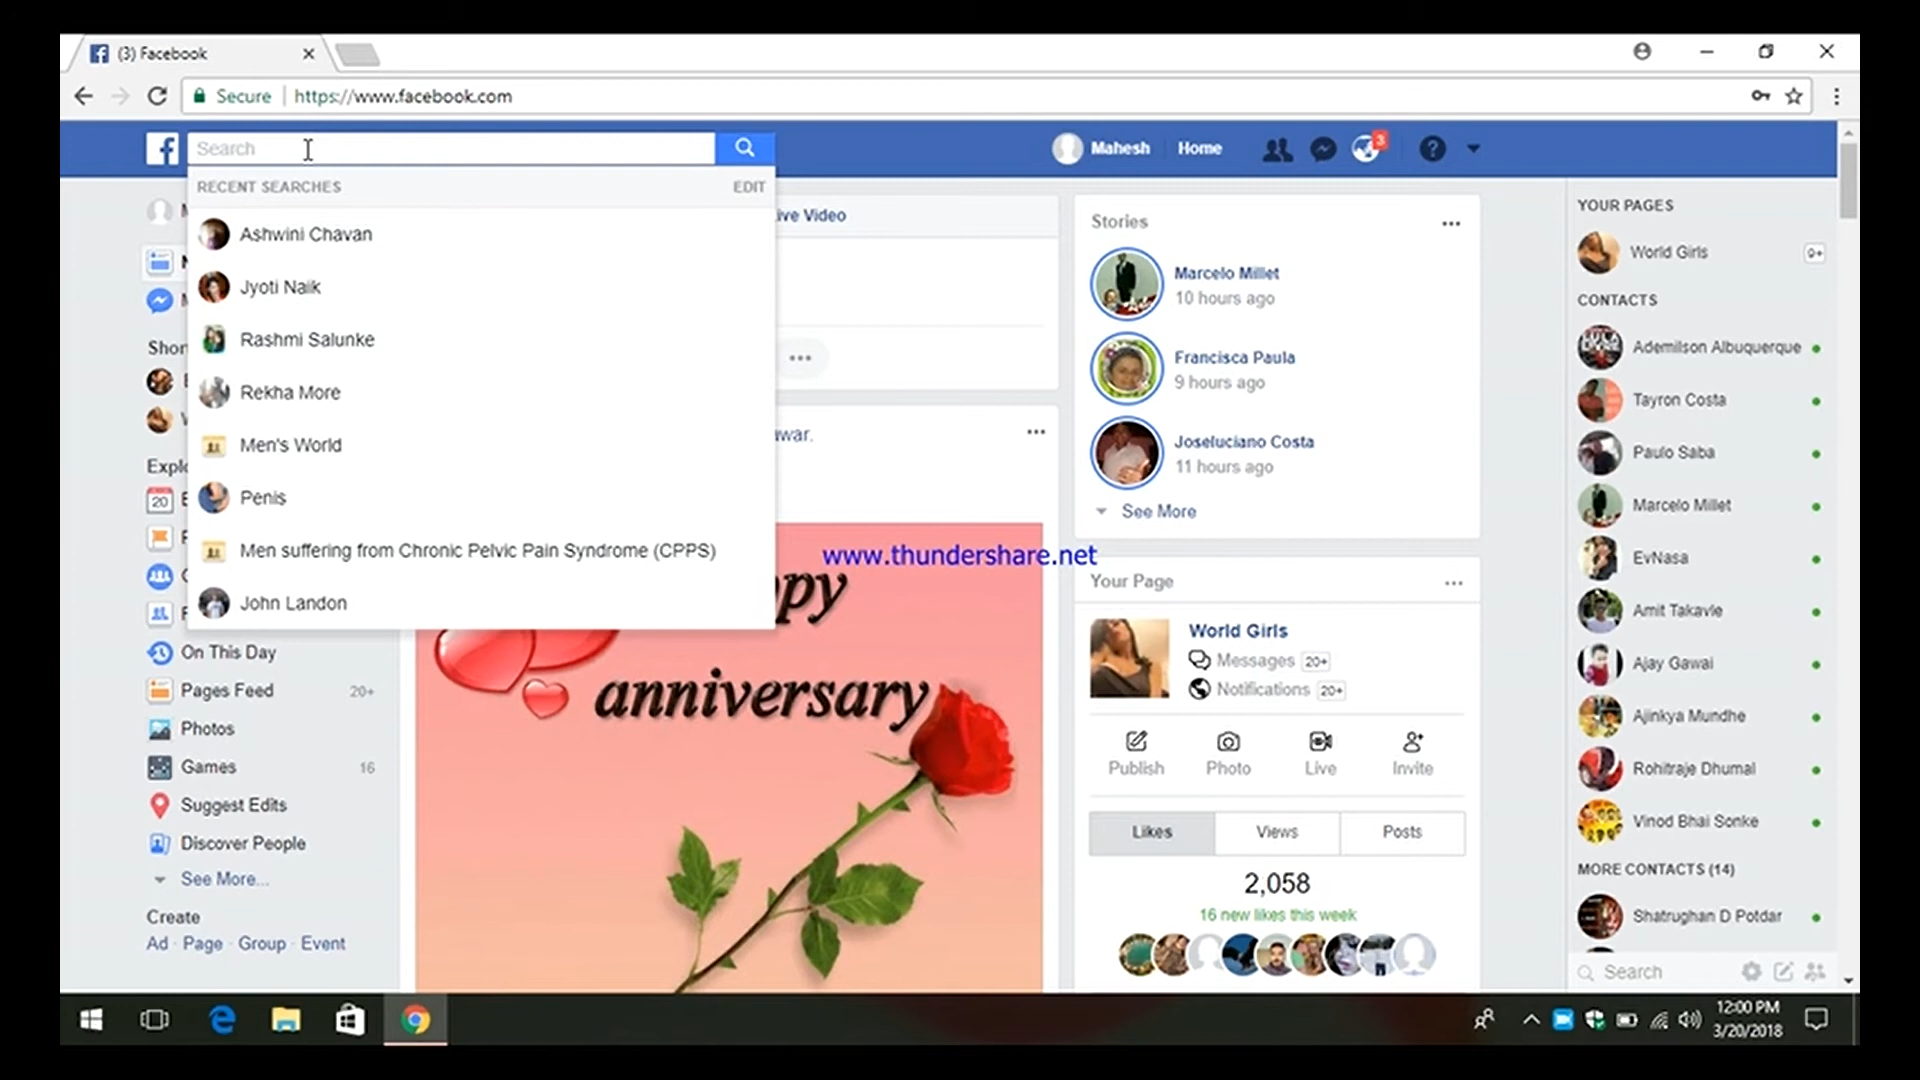 (3) Facebook
Secure https://www.facebook.com
Search
Mahesh Home
3
RECENT SEARCHES EDIT
Ashwini Chavan
Jyoti Naik
Rashmi Salunke
Rekha More
Men's World
Penis
Men suffering from Chronic Pelvic Pain Syndrome (CPPS)
John Landon
Shor
Explo
20
On This Day
Pages Feed 20+
Photos
Games 16
Suggest Edits
Discover People
See More...
Create
Ad · Page · Group · Event
ive Video
war.
www.thundershare.net
ppy
anniversary
Stories
Marcelo Millet
10 hours ago
Francisca Paula
9 hours ago
Joseluciano Costa
11 hours ago
See More
Your Page
World Girls
Messages 20+
Notifications 20+
Publish Photo Live Invite
Likes Views Posts
2,058
16 new likes this week
YOUR PAGES
World Girls 9+
CONTACTS
Ademilson Albuquerque
Tayron Costa
Paulo Saba
Marcelo Millet
EvNasa
Amit Takavle
Ajay Gawai
Ajinkya Mundhe
Rohitraje Dhumal
Vinod Bhai Sonke
MORE CONTACTS (14)
Shatrughan D Potdar
Search
12:00 PM
3/20/2018